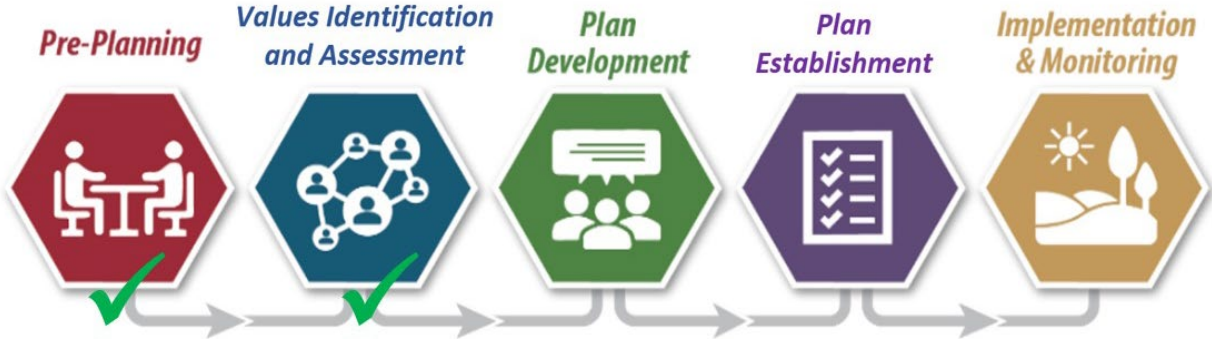 Pre-Planning
Values Identification
and Assessment
Plan
Development
Plan
Establishment
Implementation
& Monitoring